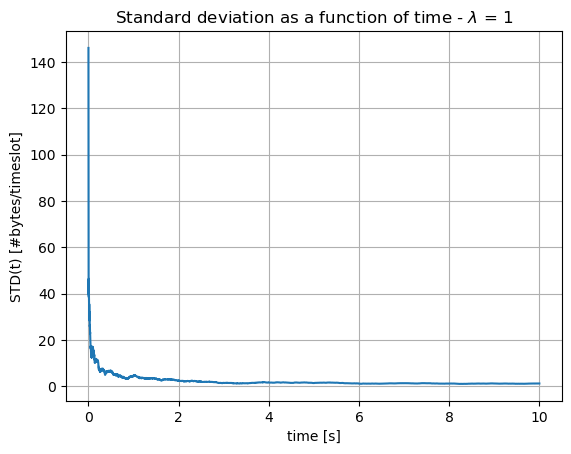 Standard deviation as a function of time - λ = 1
STD(t) [#bytes/timeslot]
140
120
100
80
60
40
20
0
0 2 4 6 8 10
time [s]